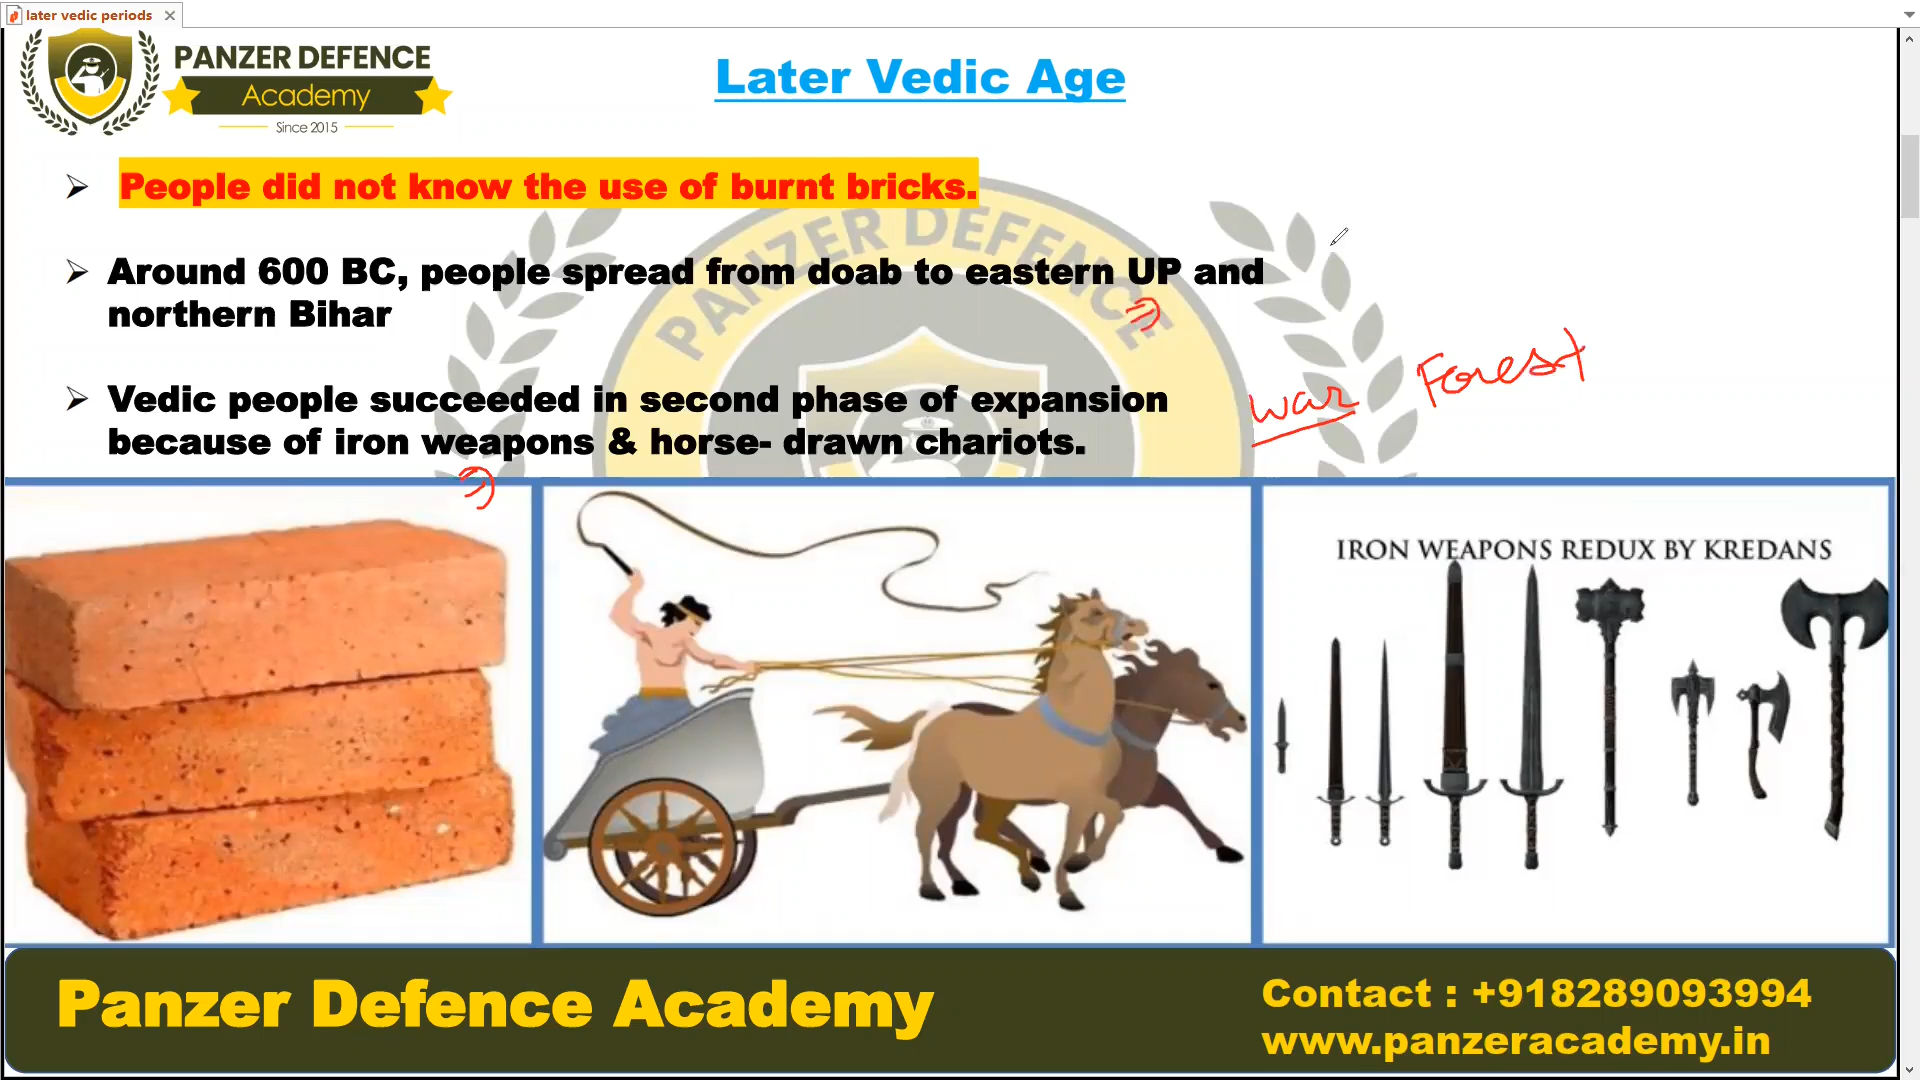 later vedic periods
PANZER DEFENCE
Academy
Since 2015
Later Vedic Age
PANZER DEFENCE
➢ People did not know the use of burnt bricks.
➢ Around 600 BC, people spread from doab to eastern UP and
northern Bihar
➢ Vedic people succeeded in second phase of expansion
because of iron weapons & horse- drawn chariots.
war
Forest
IRON WEAPONS REDUX BY KREDANS
Panzer Defence Academy
Contact : +918289093994
www.panzeracademy.in